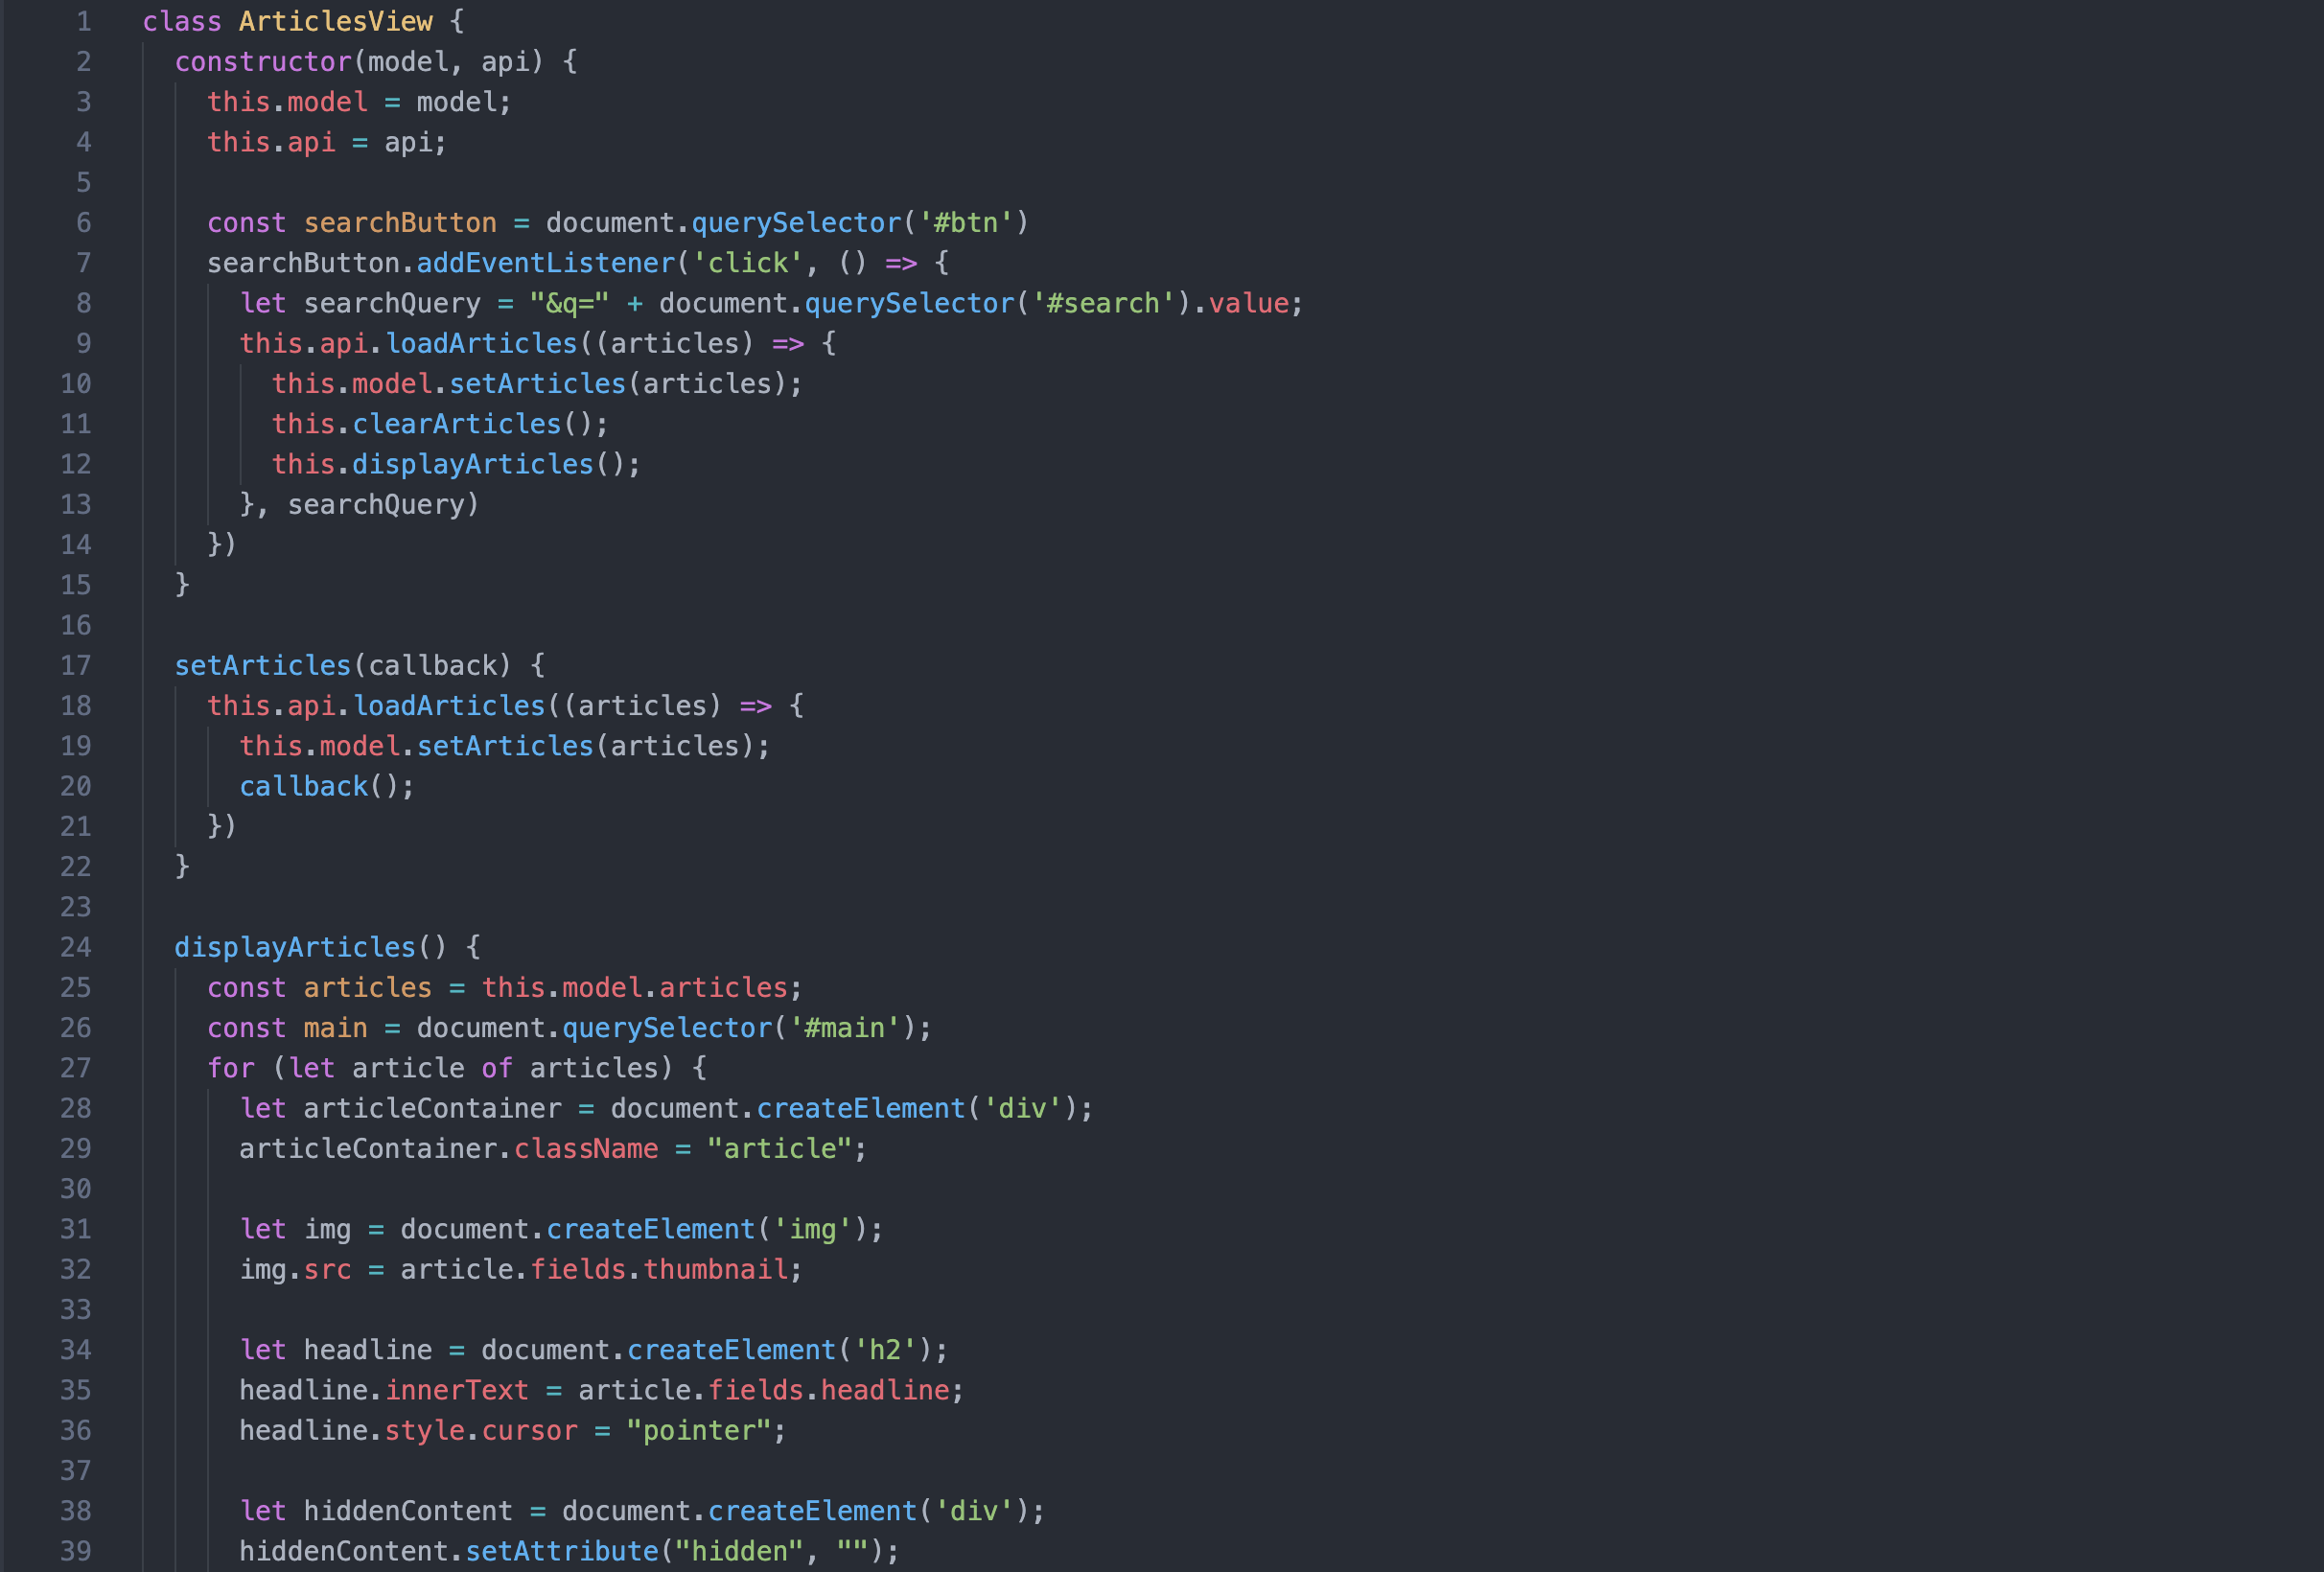 1 class ArticlesView {
2 constructor(model, api) {
3 this.model = model;
4 this.api = api;
5
6 const searchButton = document.querySelector('#btn')
7 searchButton.addEventListener('click', () => {
8 let searchQuery = "&q=" + document.querySelector('#search').value;
9 this.api.loadArticles((articles) => {
10 this.model.setArticles(articles);
11 this.clearArticles();
12 this.displayArticles();
13 }, searchQuery)
14 })
15 }
16
17 setArticles(callback) {
18 this.api.loadArticles((articles) => {
19 this.model.setArticles(articles);
20 callback();
21 })
22 }
23
24 displayArticles() {
25 const articles = this.model.articles;
26 const main = document.querySelector('#main');
27 for (let article of articles) {
28 let articleContainer = document.createElement('div');
29 articleContainer.className = "article";
30
31 let img = document.createElement('img');
32 img.src = article.fields.thumbnail;
33
34 let headline = document.createElement('h2');
35 headline.innerText = article.fields.headline;
36 headline.style.cursor = "pointer";
37
38 let hiddenContent = document.createElement('div');
39 hiddenContent.setAttribute("hidden", "");